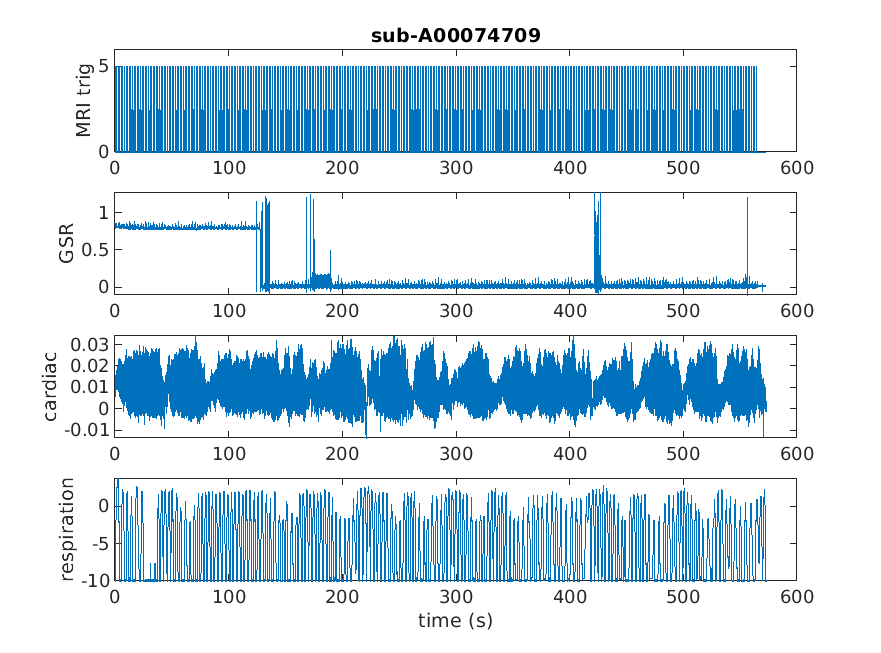 sub-A00074709
MRI trig
5
0
0 100 200 300 400 500 600
GSR
1
0.5
0
0 100 200 300 400 500 600
cardiac
0.03
0.02
0.01
0
-0.01
0 100 200 300 400 500 600
respiration
0
-5
-10
0 100 200 300 400 500 600
time (s)